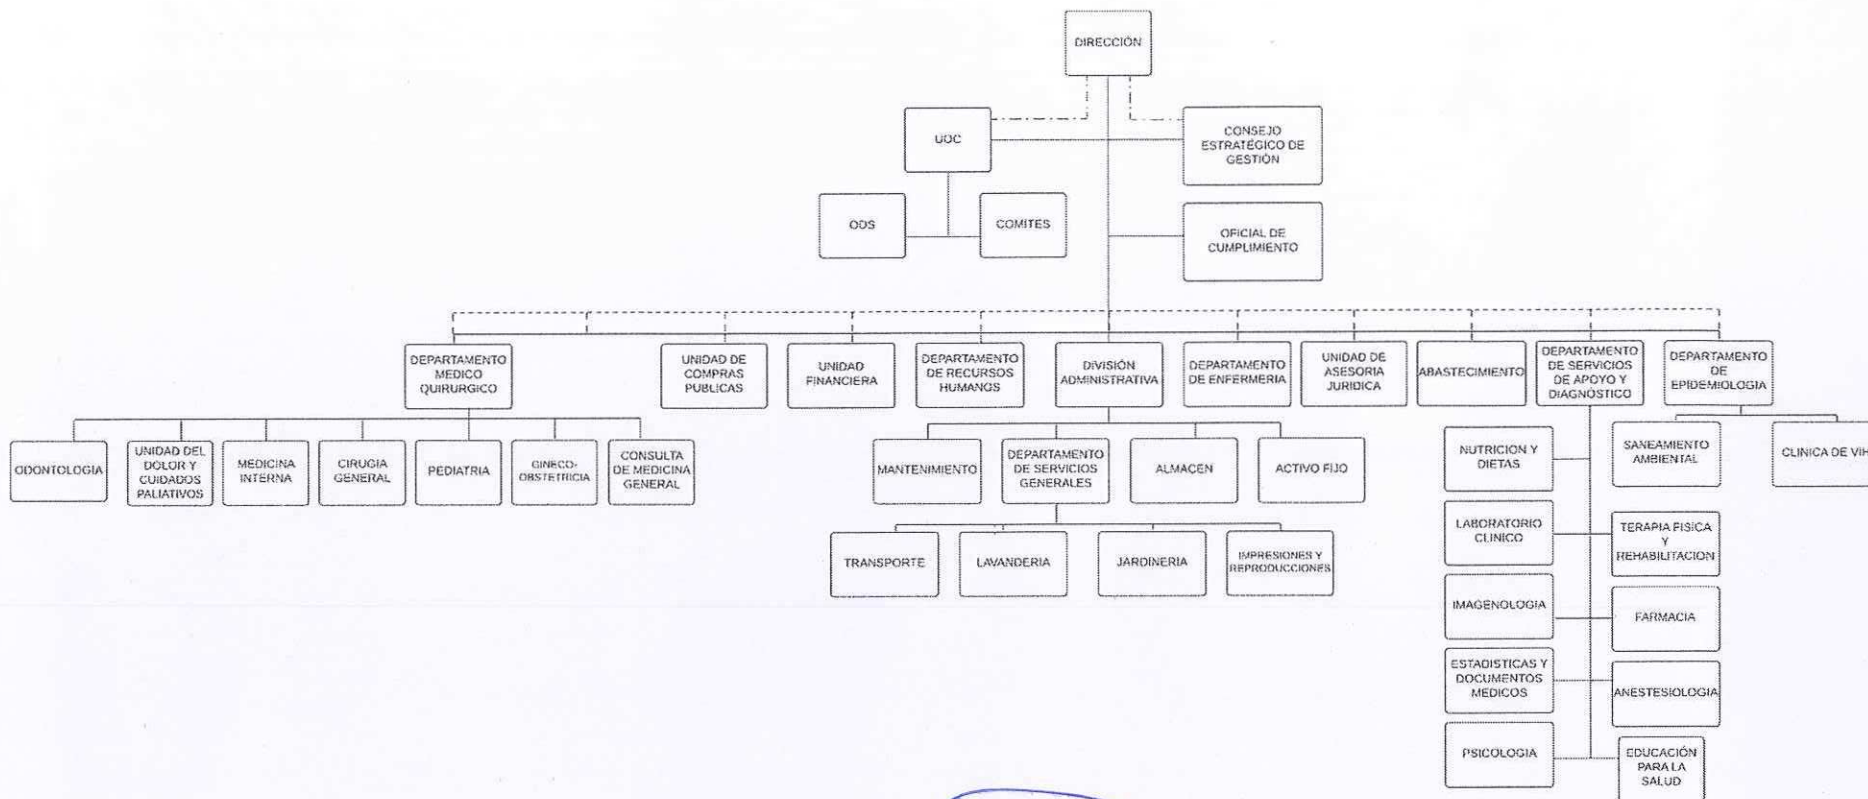 DIRECCIÓN
UOC
CONSEJO
ESTRATÉGICO DE
GESTIÓN
ODS
COMITES
OFICIAL DE
CUMPLIMIENTO
DEPARTAMENTO
MEDICO
QUIRURGICO
UNIDAD DE
COMPRAS
PUBLICAS
UNIDAD
FINANCIERA
DEPARTAMENTO
DE RECURSOS
HUMANOS
DIVISIÓN
ADMINISTRATIVA
DEPARTAMENTO
DE ENFERMERIA
UNIDAD DE
ASESORIA
JURIDICA
ABASTECIMIENTO
DEPARTAMENTO
DE SERVICIOS
DE APOYO Y
DIAGNÓSTICO
DEPARTAMENTO
DE
EPIDEMIOLOGIA
ODONTOLOGIA
UNIDAD DEL
DOLOR Y
CUIDADOS
PALIATIVOS
MEDICINA
INTERNA
CIRUGIA
GENERAL
PEDIATRIA
GINECO-
OBSTETRICIA
CONSULTA
DE MEDICINA
GENERAL
MANTENIMIENTO
DEPARTAMENTO
DE SERVICIOS
GENERALES
ALMACEN
ACTIVO FIJO
NUTRICION Y
DIETAS
SANEAMIENTO
AMBIENTAL
CLINICA DE VIH
TRANSPORTE
LAVANDERIA
JARDINERIA
IMPRESIONES Y
REPRODUCCIONES
LABORATORIO
CLINICO
TERAPIA FISICA
Y
REHABILITACION
IMAGENOLOGIA
FARMACIA
ESTADISTICAS Y
DOCUMENTOS
MEDICOS
ANESTESIOLOGIA
PSICOLOGIA
EDUCACIÓN
PARA LA
SALUD